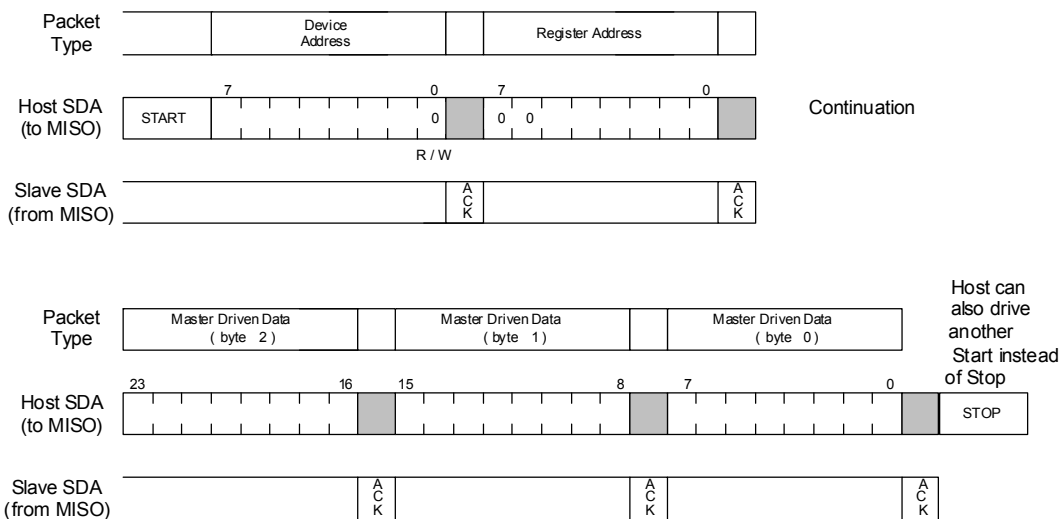 Packet
Type
Device
Address
Register Address
Host SDA
(to MISO)
START
7
0
7
0
0
0
0
R / W
Continuation
Slave SDA
(from MISO)
A
C
K
A
C
K
Packet
Type
Master Driven Data
( byte 2 )
Master Driven Data
( byte 1 )
Master Driven Data
( byte 0 )
Host can
also drive
another
Start instead
of Stop
Host SDA
(to MISO)
23
16
15
8
7
0
STOP
Slave SDA
(from MISO)
A
C
K
A
C
K
A
C
K